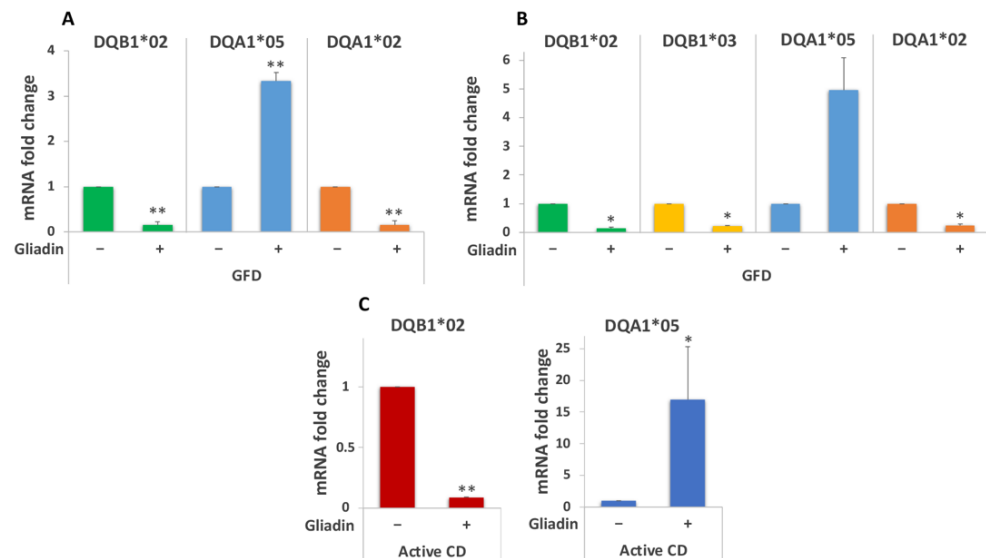 A
DQB1*02 DQA1*05 DQA1*02
mRNA fold change
4
3
2
1
0
** ** **
Gliadin − + − + − +
GFD
B
DQB1*02 DQB1*03 DQA1*05 DQA1*02
mRNA fold change
6
5
4
3
2
1
0
* * *
Gliadin − + − + − + − +
GFD
C
DQB1*02
mRNA fold change
1
0.5
0
**
Gliadin − +
Active CD
DQA1*05
mRNA fold change
25
20
15
10
5
0
*
Gliadin − +
Active CD